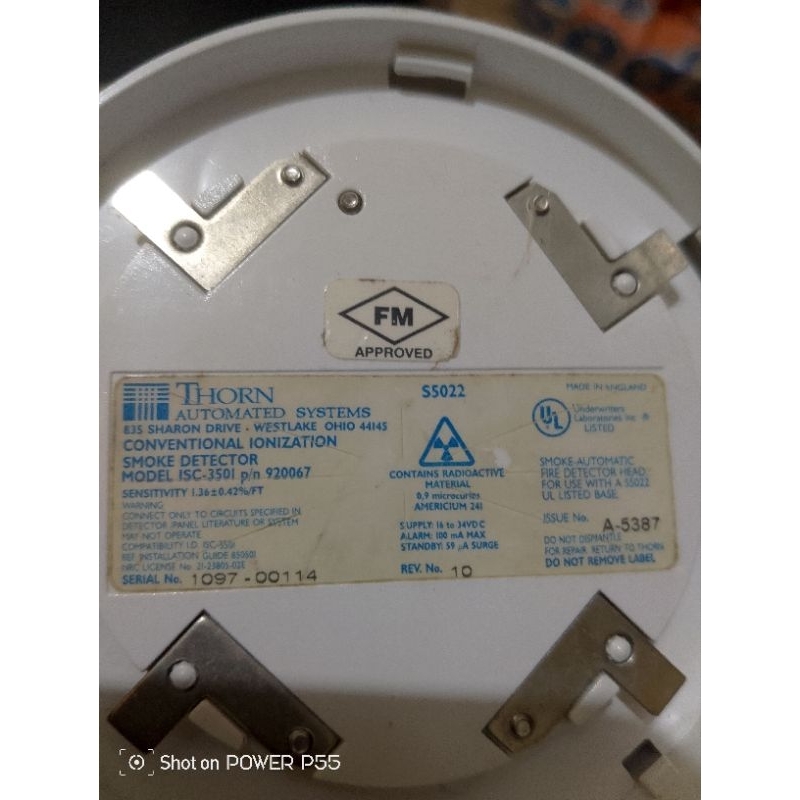 FM
APPROVED
THORN
AUTOMATED SYSTEMS
835 SHARON DRIVE · WESTLAKE OHIO 44145
CONVENTIONAL IONIZATION
SMOKE DETECTOR
MODEL ISC-3501 p/n 920067
SENSITIVITY 1.36 ± 0.42%/FT
WARNING:
CONNECT ONLY TO CIRCUITS SPECIFIED IN
DETECTOR/PANEL LITERATURE OR SYSTEM
MAY NOT OPERATE
COMPATIBILITY I.D. ISC-3501
REF. INSTALLATION GUIDE 830501
NRC LICENSE No. 21-23805-02E
SERIAL No. 1097-00114
S5022
CONTAINS RADIOACTIVE
MATERIAL
0.9 microcuries
AMERICIUM 241
SUPPLY: 16 to 34VDC
ALARM: 100 mA MAX
STANDBY: 59 µA SURGE
REV. No. 10
MADE IN ENGLAND
UL
Underwriters
Laboratories Inc ®
LISTED
SMOKE-AUTOMATIC
FIRE DETECTOR HEAD:
FOR USE WITH A S5022
UL LISTED BASE.
ISSUE No. A-5387
DO NOT DISMANTLE
FOR REPAIR RETURN TO THORN
DO NOT REMOVE LABEL
Shot on POWER P55